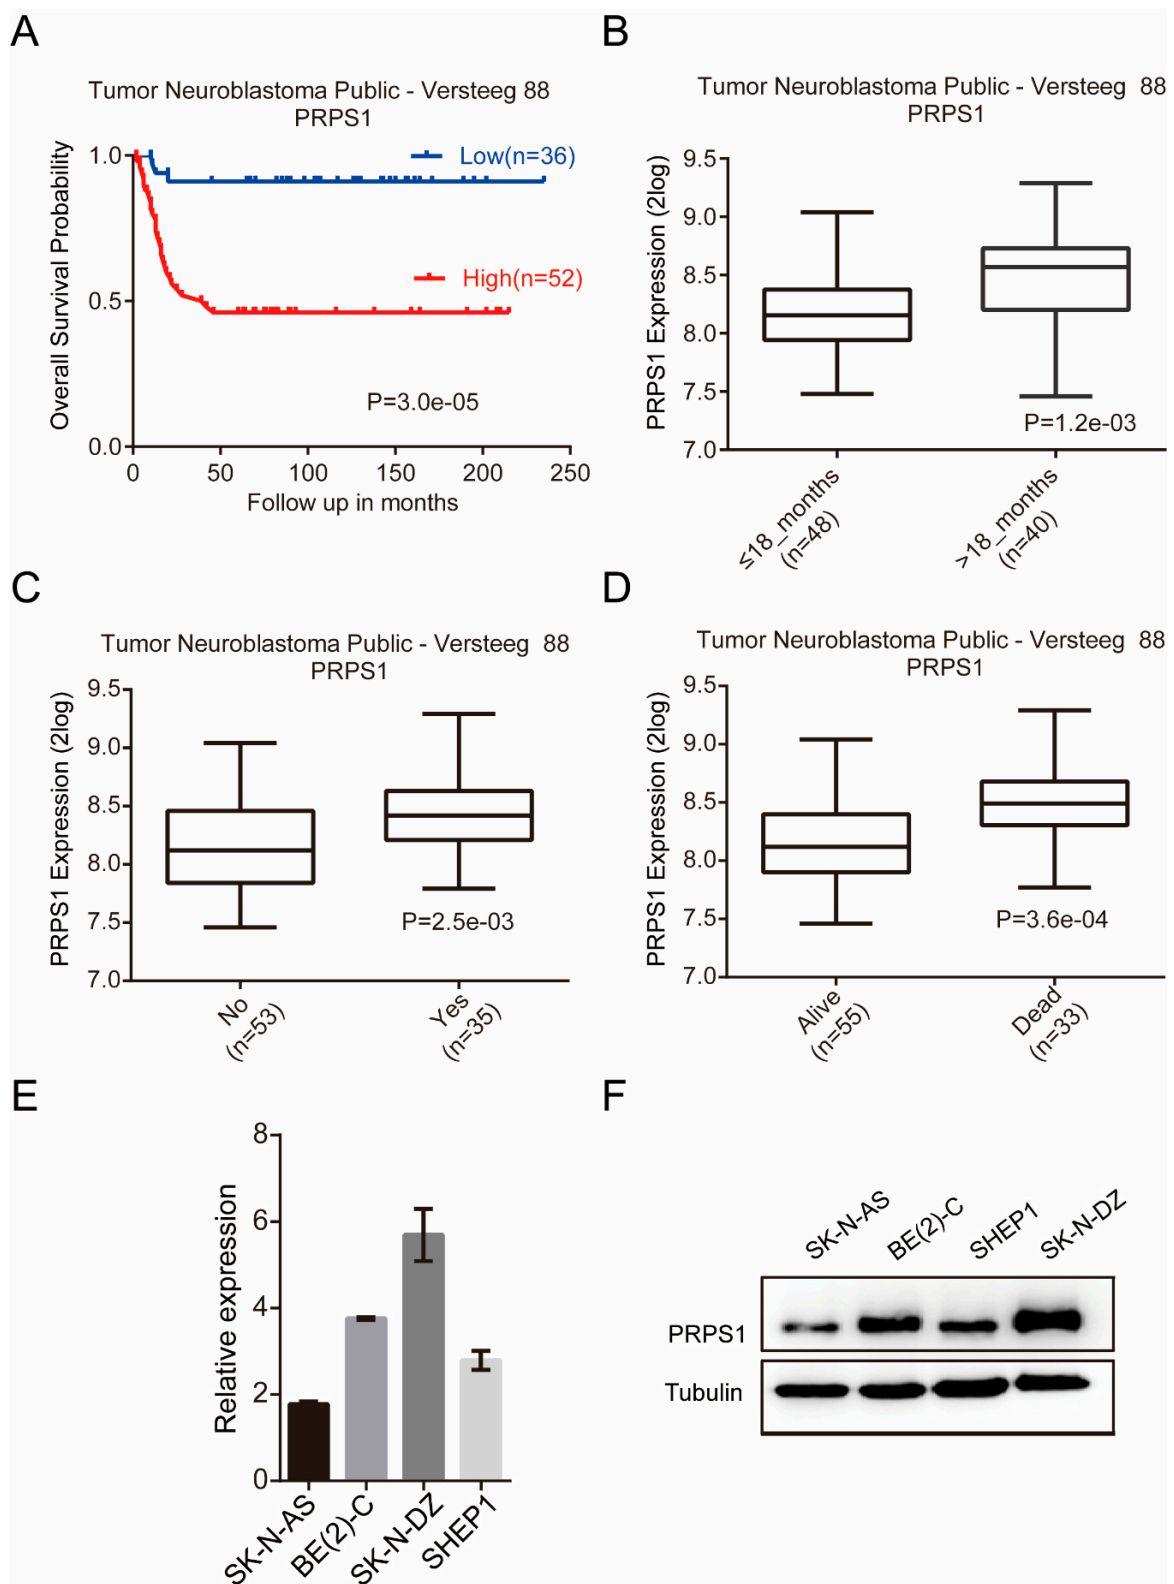 A
Tumor Neuroblastoma Public - Versteeg 88
PRPS1
Overall Survival Probability
1.0
0.5
0.0
Low(n=36)
High(n=52)
P=3.0e-05
0 50 100 150 200 250
Follow up in months
B
Tumor Neuroblastoma Public - Versteeg 88
PRPS1
PRPS1 Expression (2log)
9.5
9.0
8.5
8.0
7.5
7.0
P=1.2e-03
≤18_months
(n=48)
>18_months
(n=40)
C
Tumor Neuroblastoma Public - Versteeg 88
PRPS1
PRPS1 Expression (2log)
9.5
9.0
8.5
8.0
7.5
7.0
P=2.5e-03
No
(n=53)
Yes
(n=35)
D
Tumor Neuroblastoma Public - Versteeg 88
PRPS1
PRPS1 Expression (2log)
9.5
9.0
8.5
8.0
7.5
7.0
P=3.6e-04
Alive
(n=55)
Dead
(n=33)
E
Relative expression
8
6
4
2
0
SK-N-AS
BE(2)-C
SK-N-DZ
SHEP1
F
SK-N-AS
BE(2)-C
SHEP1
SK-N-DZ
PRPS1
Tubulin